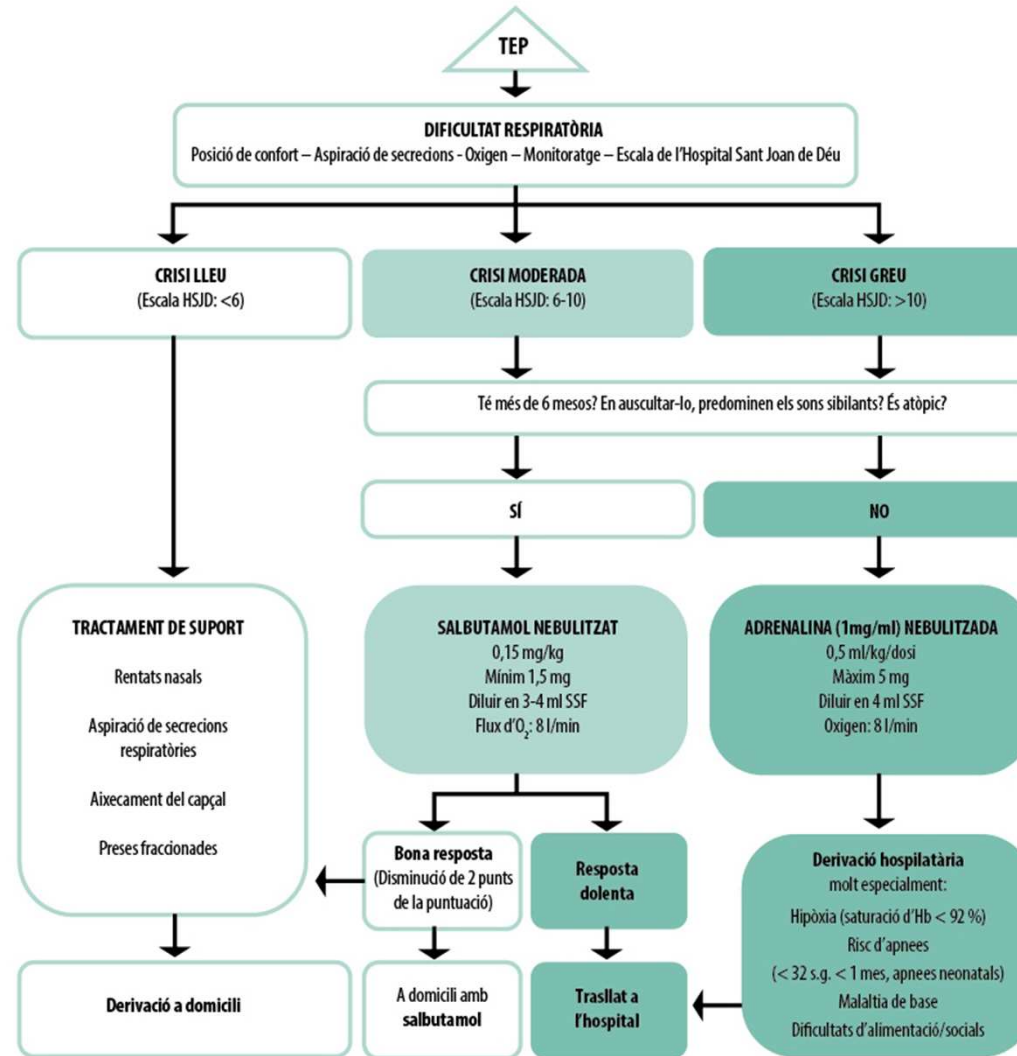 TEP
DIFICULTAT RESPIRATÒRIA
Posició de confort – Aspiració de secrecions - Oxigen – Monitoratge – Escala de l’Hospital Sant Joan de Déu
CRISI LLEU
(Escala HSJD: <6)
CRISI MODERADA
(Escala HSJD: 6-10)
CRISI GREU
(Escala HSJD: >10)
Té més de 6 mesos? En auscultar-lo, predominen els sons sibilants? És atòpic?
SÍ
NO
TRACTAMENT DE SUPORT
Rentats nasals
Aspiració de secrecions
respiratòries
Aixecament del capçal
Preses fraccionades
SALBUTAMOL NEBULITZAT
0,15 mg/kg
Mínim 1,5 mg
Diluir en 3-4 ml SSF
Flux d’O₂: 8 l/min
ADRENALINA (1mg/ml) NEBULITZADA
0,5 ml/kg/dosi
Màxim 5 mg
Diluir en 4 ml SSF
Oxigen: 8 l/min
Bona resposta
(Disminució de 2 punts
de la puntuació)
Resposta
dolenta
Derivació hospilatària
molt especialment:
Hipòxia (saturació d’Hb < 92 %)
Risc d’apnees
(< 32 s.g. < 1 mes, apnees neonatals)
Malaltia de base
Dificultats d’alimentació/socials
Derivació a domicili
A domicili amb
salbutamol
Trasllat a
l’hospital